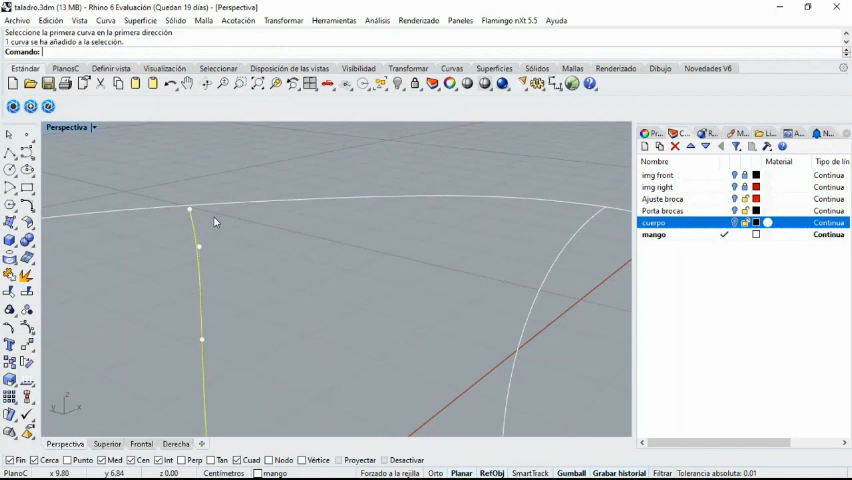 taladro.3dm (13 MB) - Rhino 6 Evaluación (Quedan 19 días) - [Perspectiva]
Archivo Edición Vista Curva Superficie Sólido Malla Acotación Transformar Herramientas Análisis Renderizado Paneles Flamingo nXt 5.5 Ayuda
Seleccione la primera curva en la primera dirección
1 curva se ha añadido a la selección.
Comando:
Estándar PlanosC Definir vista Visualización Seleccionar Disposición de las vistas Visibilidad Transformar Curvas Superficies Sólidos Mallas Renderizado Dibujo Novedades V6
Perspectiva
Pr... C... R... M... Li... A... N...
Nombre Material Tipo de lín
img front Continua
img right Continua
Ajuste broca Continua
Porta brocas Continua
cuerpo Continua
mango Continua
z
y x
Perspectiva Superior Frontal Derecha
Fin Cerca Punto Med Cen Int Perp Tan Cuad Nodo Vértice Proyectar Desactivar
PlanoC x 9.80 y 6.84 z 0.00 Centímetros mango Forzado a la rejilla Orto Planar RefObj SmartTrack Gumball Grabar historial Filtrar Tolerancia absoluta: 0.01